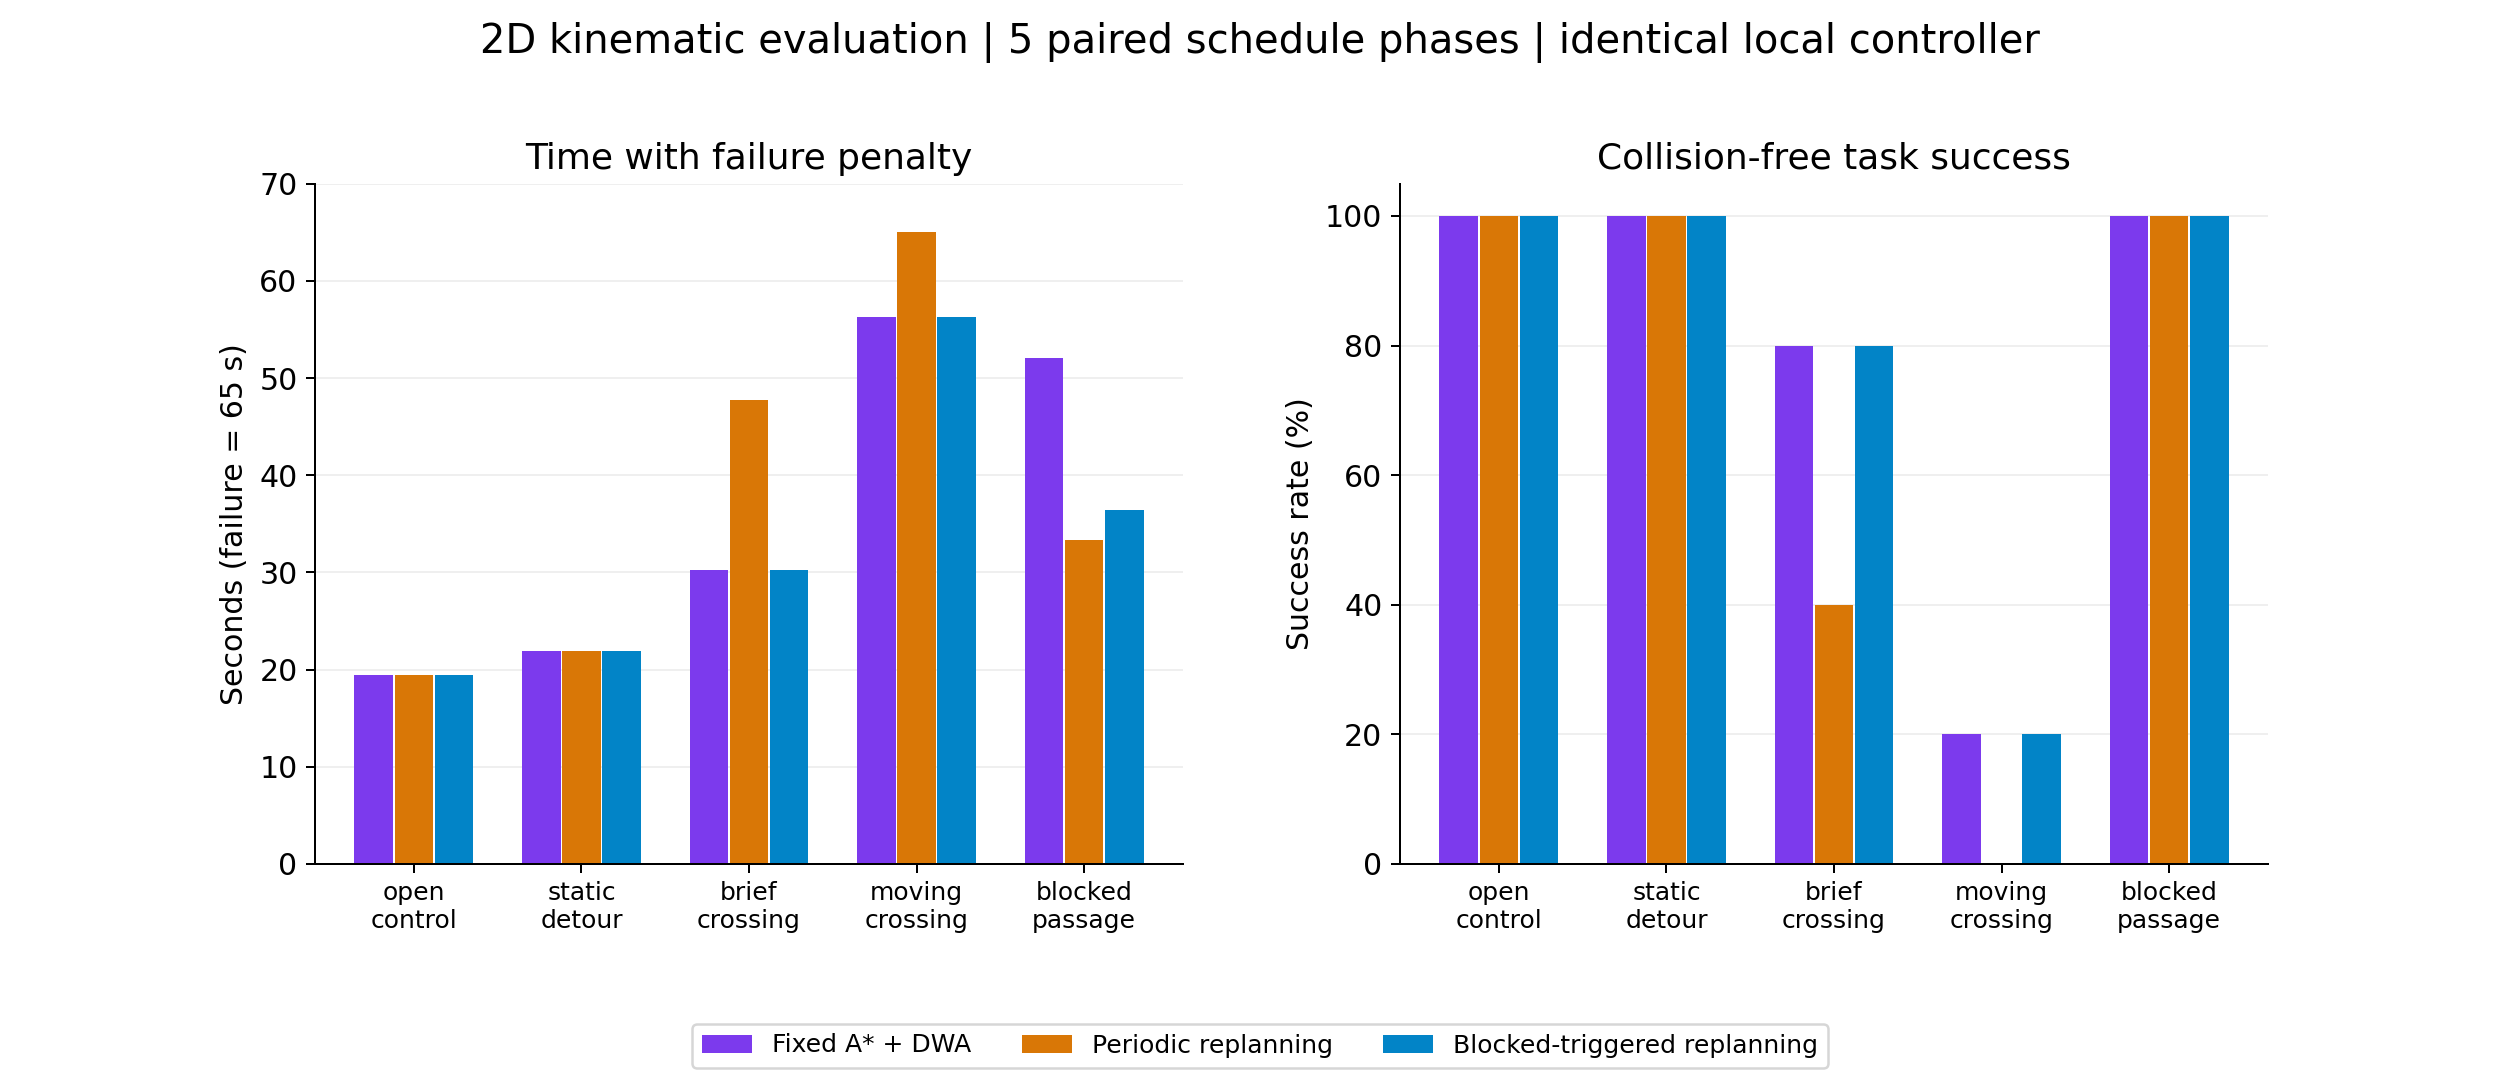 2D kinematic evaluation | 5 paired schedule phases | identical local controller
Time with failure penalty
Seconds (failure = 65 s)
70
60
50
40
30
20
10
0
open
control
static
detour
brief
crossing
moving
crossing
blocked
passage
Collision-free task success
Success rate (%)
100
80
60
40
20
0
open
control
static
detour
brief
crossing
moving
crossing
blocked
passage
Fixed A* + DWA
Periodic replanning
Blocked-triggered replanning